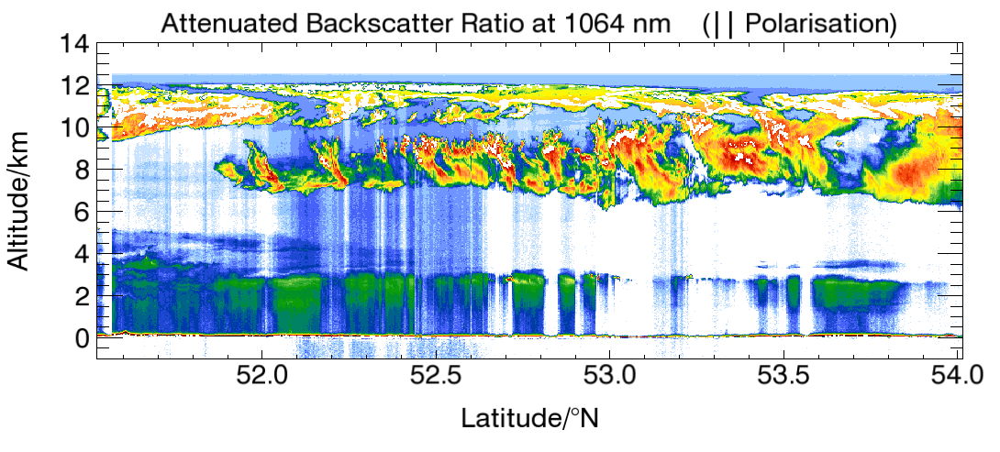 Attenuated Backscatter Ratio at 1064 nm (|| Polarisation)
14
12
10
8
6
4
2
0
Altitude/km
52.0 52.5 53.0 53.5 54.0
Latitude/°N